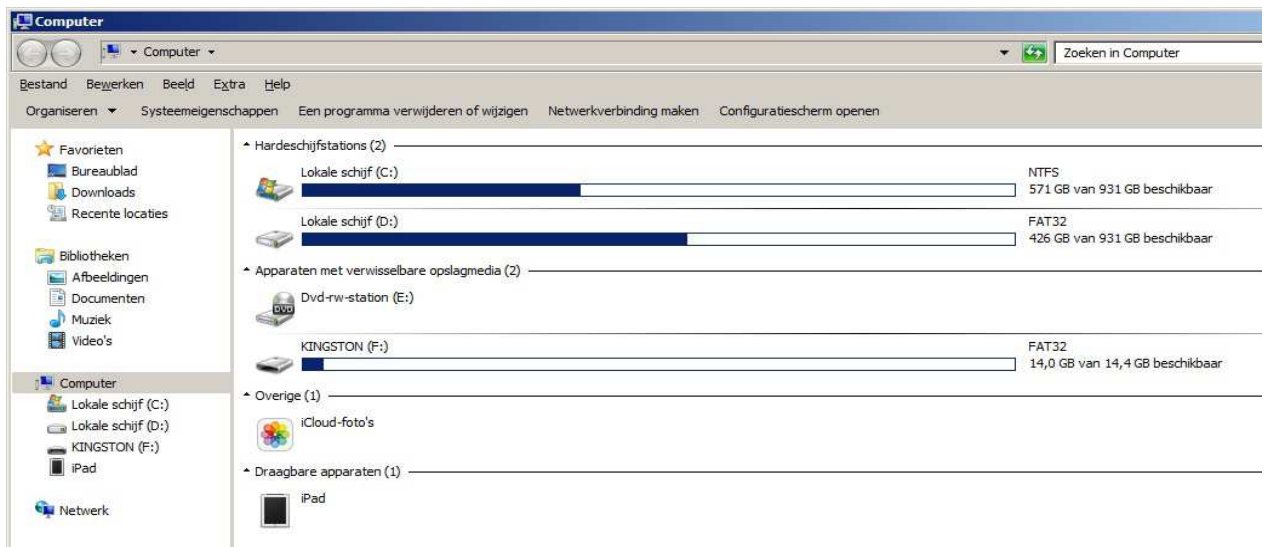 Computer
Computer
Zoeken in Computer
Bestand Bewerken Beeld Extra Help
Organiseren Systeemeigenschappen Een programma verwijderen of wijzigen Netwerkverbinding maken Configuratiescherm openen
Favorieten
Bureaublad
Downloads
Recente locaties
Bibliotheken
Afbeeldingen
Documenten
Muziek
Video's
Computer
Lokale schijf (C:)
Lokale schijf (D:)
KINGSTON (F:)
iPad
Netwerk
Hardeschijfstations (2)
Lokale schijf (C:)
NTFS
571 GB van 931 GB beschikbaar
Lokale schijf (D:)
FAT32
426 GB van 931 GB beschikbaar
Apparaten met verwisselbare opslagmedia (2)
Dvd-rw-station (E:)
DVD
KINGSTON (F:)
FAT32
14,0 GB van 14,4 GB beschikbaar
Overige (1)
iCloud-foto's
Draagbare apparaten (1)
iPad